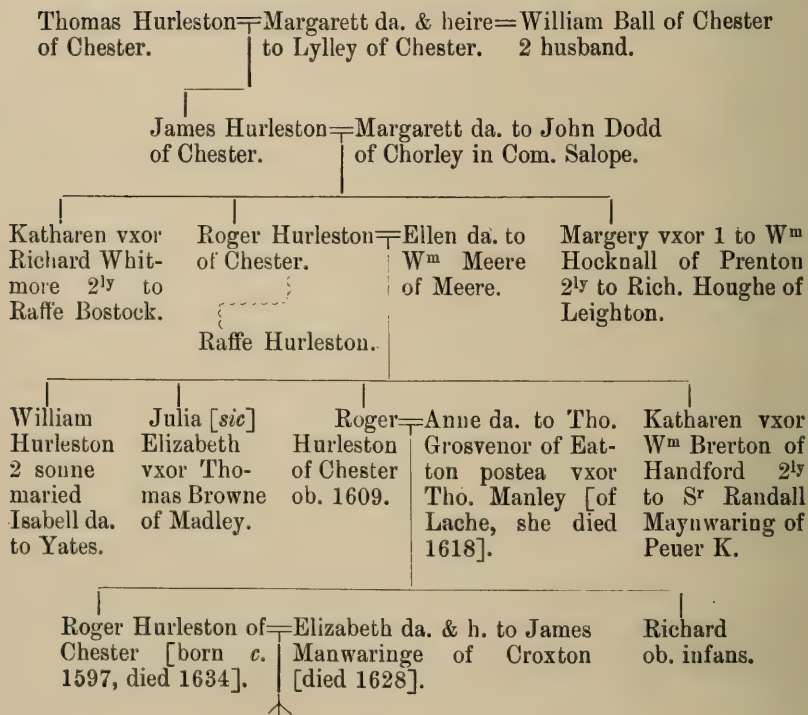 Thomas Hurleston=Margarett da. & heire=William Ball of Chester
of Chester. to Lylley of Chester. 2 husband.
James Hurleston=Margarett da. to John Dodd
of Chester. of Chorley in Com. Salope.
Katharen vxor
Richard Whit-
more 2ly to
Raffe Bostock.
Roger Hurleston=Ellen da. to
of Chester. Wm Meere
of Meere.
Raffe Hurleston.
Margery vxor 1 to Wm
Hocknall of Prenton
2ly to Rich. Houghe of
Leighton.
William
Hurleston
2 sonne
maried
Isabell da.
to Yates.
Julia [sic]
Elizabeth
vxor Tho-
mas Browne
of Madley.
Roger=Anne da. to Tho.
Hurleston Grosvenor of Eat-
of Chester ton postea vxor
ob. 1609. Tho. Manley [of
Lache, she died
1618].
Katharen vxor
Wm Brerton of
Handford 2ly
to Sr Randall
Maynwaring of
Peuer K.
Roger Hurleston of=Elizabeth da. & h. to James
Chester [born c. Manwaringe of Croxton
1597, died 1634]. [died 1628].
Richard
ob. infans.